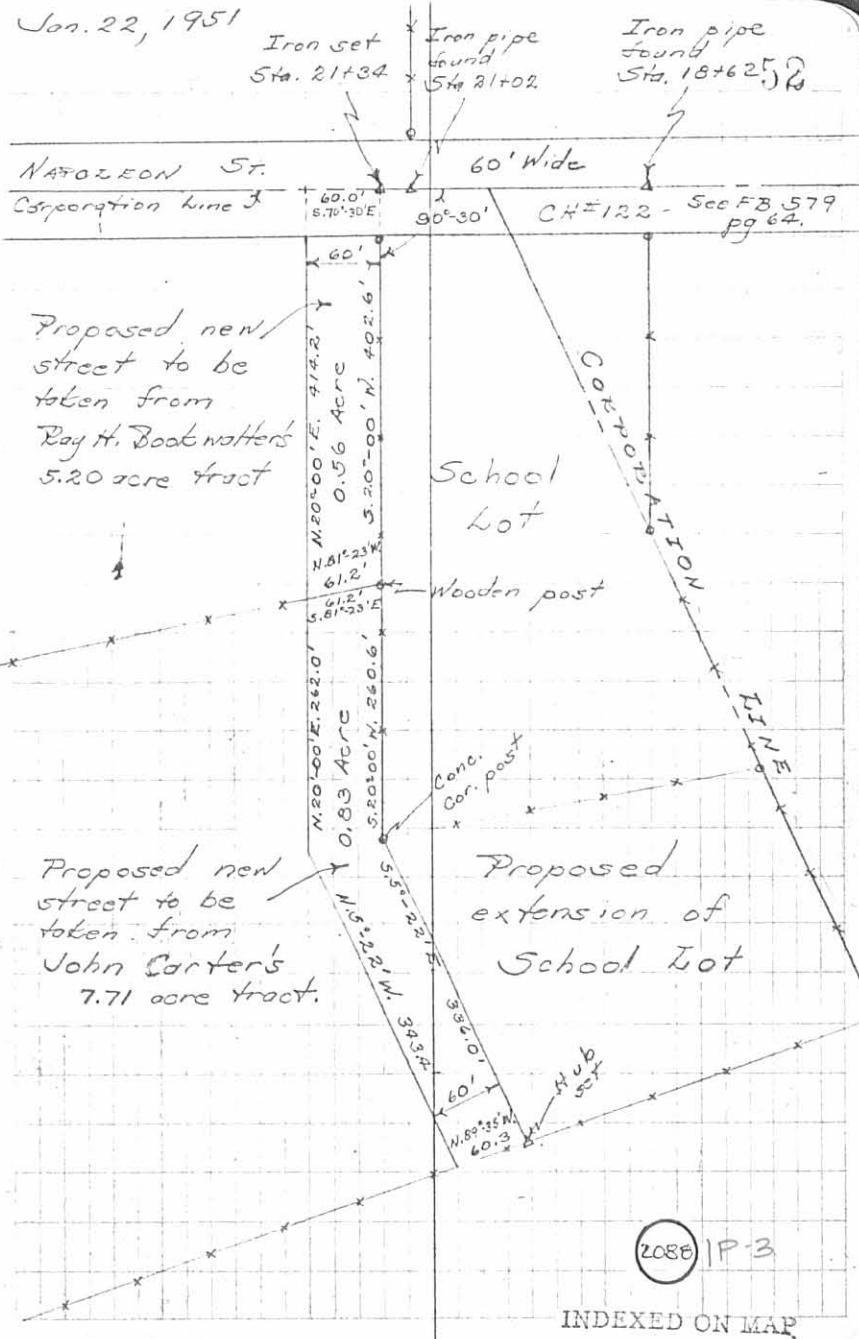 Jan. 22, 1951
Iron set
Sta. 21+34
Iron pipe
found
Sta 21+02
Iron pipe
found
Sta. 18+62
52
NAPOLEON ST.
60' Wide
Corporation Line
60.0'
S.70°-30'E
90°-30'
CH#122 - See FB 579
pg 64.
60'
Proposed new
street to be
taken from
Ray H. Bookwalter's
5.20 acre tract
N.20°-00'E. 414.2'
0.56 Acre
S.20°-00' N. 402.6'
School
Lot
CORPORATION LINE
N.81°-23'W.
61.2'
61.2'
S.81°-23'E
Wooden post
N.20°-00'E. 262.0'
0.83 Acre
S.20°-00' N. 260.6'
Conc.
Cor. post
Proposed new
street to be
taken from
John Carter's
7.71 acre tract.
N.5°-22'W. 343.4
S.5°-22'E. 336.0'
Proposed
extension of
School Lot
60'
Stub
set
N.89°-35'W.
60.3
2088 1P-3
INDEXED ON MAP